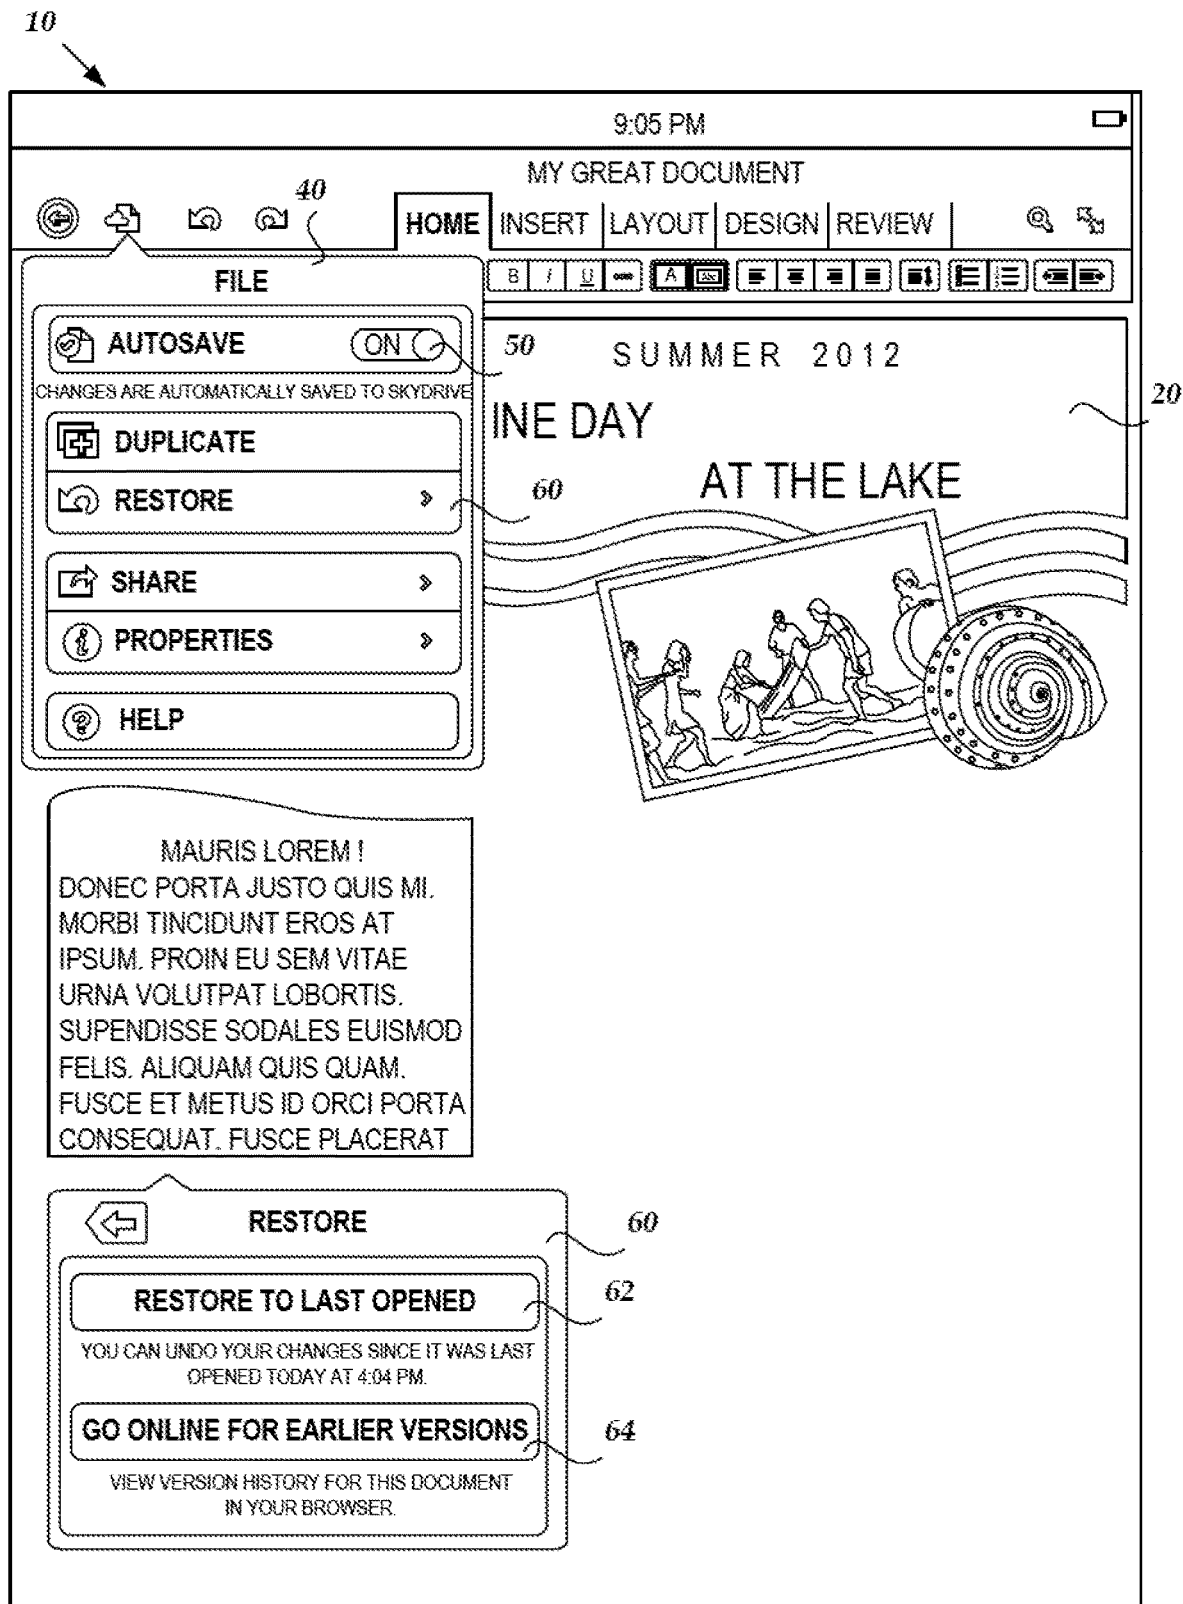 10
9:05 PM
MY GREAT DOCUMENT
40
HOME INSERT LAYOUT DESIGN REVIEW
FILE
B I U abc A Abc
AUTOSAVE ON
50
SUMMER 2012
CHANGES ARE AUTOMATICALLY SAVED TO SKYDRIVE
20
INE DAY
DUPLICATE
AT THE LAKE
RESTORE
60
SHARE
PROPERTIES
HELP
MAURIS LOREM !
DONEC PORTA JUSTO QUIS MI.
MORBI TINCIDUNT EROS AT
IPSUM. PROIN EU SEM VITAE
URNA VOLUTPAT LOBORTIS.
SUPENDISSE SODALES EUISMOD
FELIS. ALIQUAM QUIS QUAM.
FUSCE ET METUS ID ORCI PORTA
CONSEQUAT. FUSCE PLACERAT
RESTORE
60
RESTORE TO LAST OPENED
62
YOU CAN UNDO YOUR CHANGES SINCE IT WAS LAST
OPENED TODAY AT 4:04 PM.
GO ONLINE FOR EARLIER VERSIONS
64
VIEW VERSION HISTORY FOR THIS DOCUMENT
IN YOUR BROWSER.